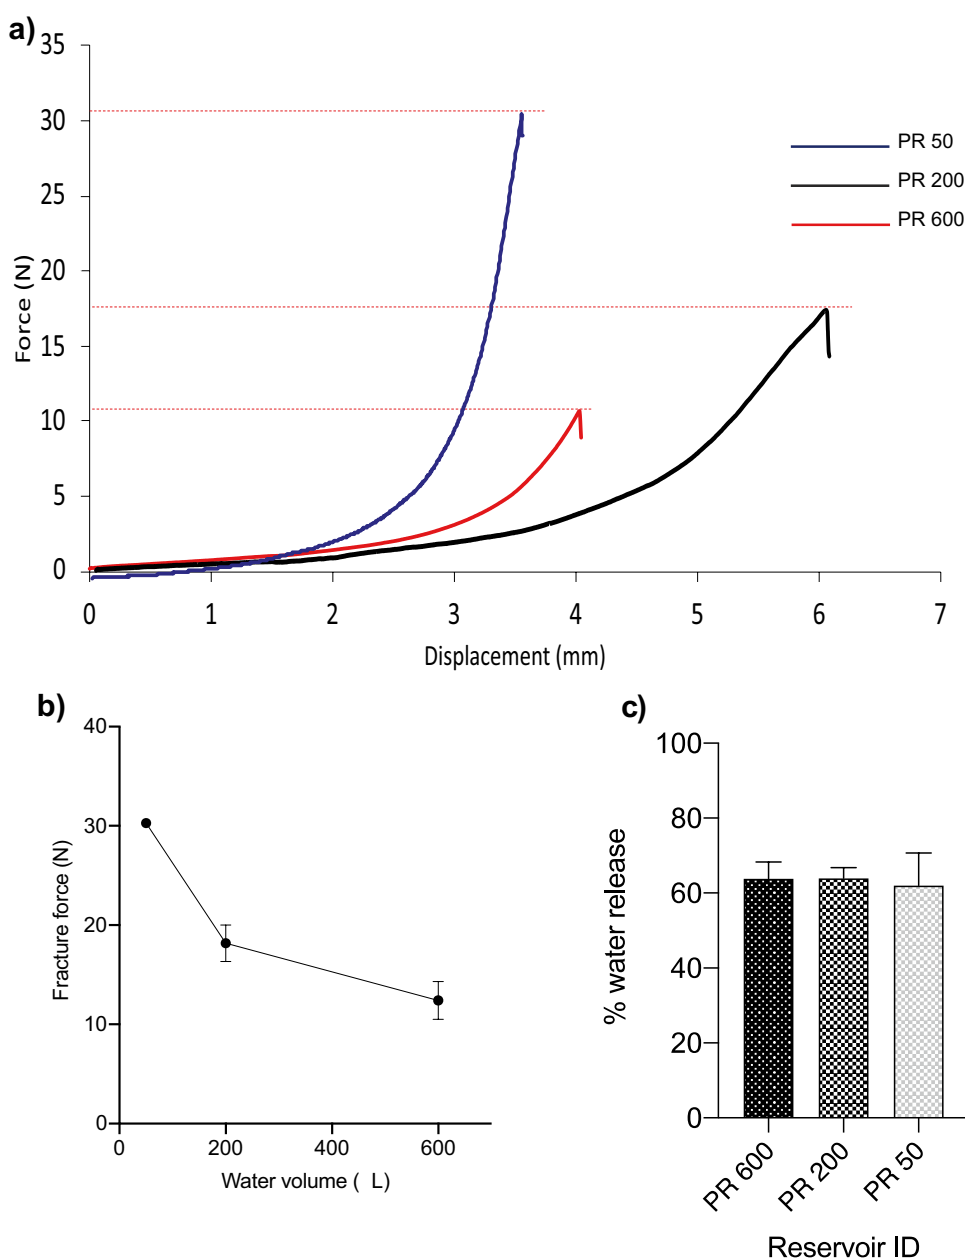 a)
35
30
25
20
15
10
5
0
Force (N)
0 1 2 3 4 5 6 7
Displacement (mm)
PR 50
PR 200
PR 600
b)
40
30
20
10
0
Fracture force (N)
0 200 400 600
Water volume ( L)
c)
100
80
60
40
20
0
% water release
PR 600 PR 200 PR 50
Reservoir ID